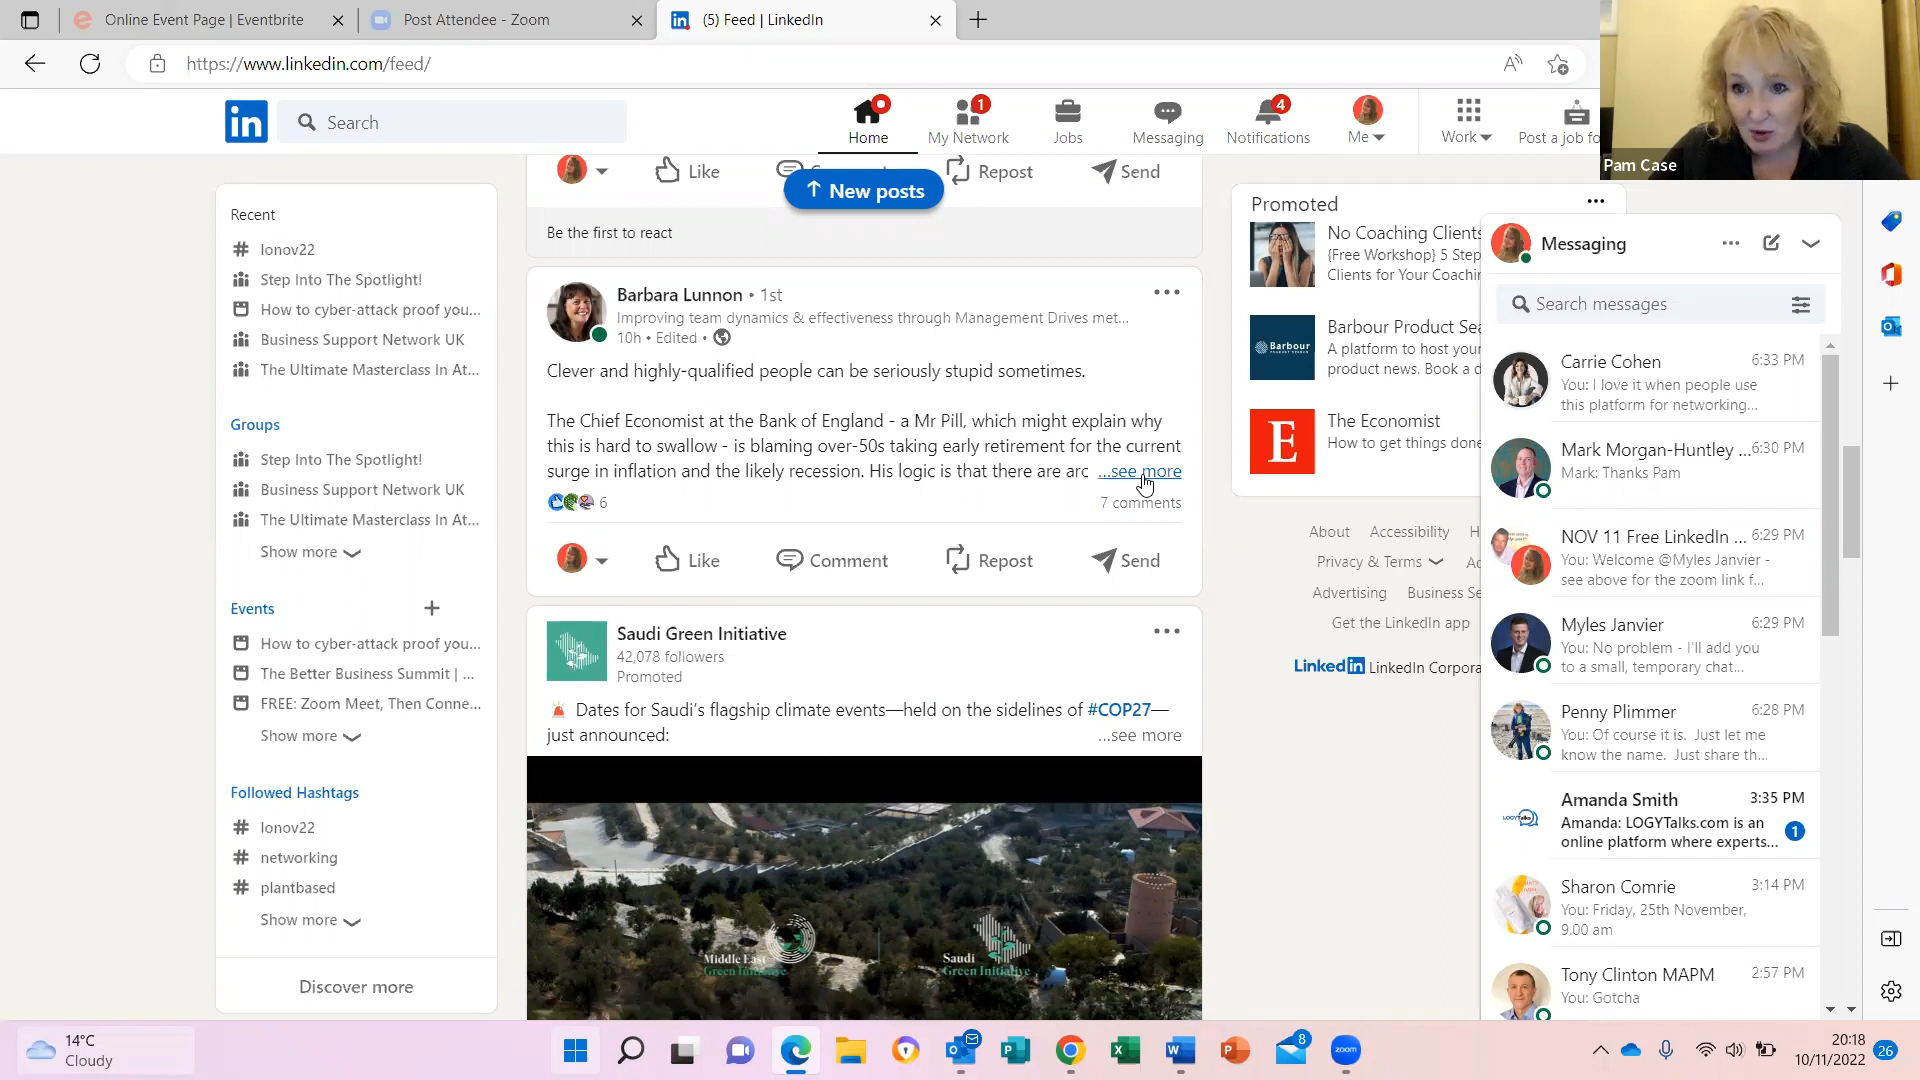 Online Event Page | Eventbrite
Post Attendee - Zoom
(5) Feed | LinkedIn
https://www.linkedin.com/feed/
Search
Home
1
My Network
Jobs
Messaging
4
Notifications
Me
Work
Post a job fo
Pam Case
Like
Repost
Send
New posts
Be the first to react
Recent
lonov22
Step Into The Spotlight!
How to cyber-attack proof you...
Business Support Network UK
The Ultimate Masterclass In At...
Groups
Step Into The Spotlight!
Business Support Network UK
The Ultimate Masterclass In At...
Show more
Events
How to cyber-attack proof you...
The Better Business Summit | ...
FREE: Zoom Meet, Then Conne...
Show more
Followed Hashtags
lonov22
networking
plantbased
Show more
Discover more
Barbara Lunnon • 1st
Improving team dynamics & effectiveness through Management Drives met...
10h • Edited •
Clever and highly-qualified people can be seriously stupid sometimes.
The Chief Economist at the Bank of England - a Mr Pill, which might explain why
this is hard to swallow - is blaming over-50s taking early retirement for the current
surge in inflation and the likely recession. His logic is that there are arc ...see more
6
7 comments
Like
Comment
Repost
Send
Saudi Green Initiative
42,078 followers
Promoted
Dates for Saudi's flagship climate events—held on the sidelines of #COP27—
just announced:
...see more
Middle East
Green Initiative
Saudi
Green Initiative
Promoted
No Coaching Clients
{Free Workshop} 5 Step
Clients for Your Coachin
Barbour
Barbour Product Sea
A platform to host your
product news. Book a d
E
The Economist
How to get things done
About
Accessibility
H
Privacy & Terms
Ad
Advertising
Business Se
Get the LinkedIn app
LinkedIn LinkedIn Corpora
Messaging
Search messages
Carrie Cohen
6:33 PM
You: I love it when people use
this platform for networking...
Mark Morgan-Huntley ...
6:30 PM
Mark: Thanks Pam
NOV 11 Free LinkedIn ...
6:29 PM
You: Welcome @Myles Janvier -
see above for the zoom link f...
Myles Janvier
6:29 PM
You: No problem - I'll add you
to a small, temporary chat...
Penny Plimmer
6:28 PM
You: Of course it is. Just let me
know the name. Just share th...
Amanda Smith
3:35 PM
Amanda: LOGYTalks.com is an
online platform where experts...
1
Sharon Comrie
3:14 PM
You: Friday, 25th November,
9.00 am
Tony Clinton MAPM
2:57 PM
You: Gotcha
14°C
Cloudy
8
zoom
20:18
10/11/2022
26